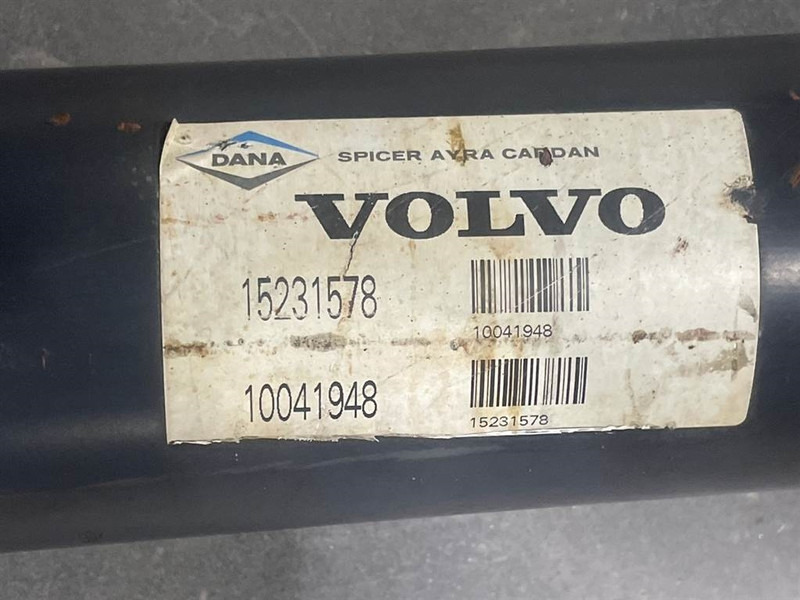 DANA
SPICER AYRA CARDAN
VOLVO
15231578
10041948
10041948
15231578